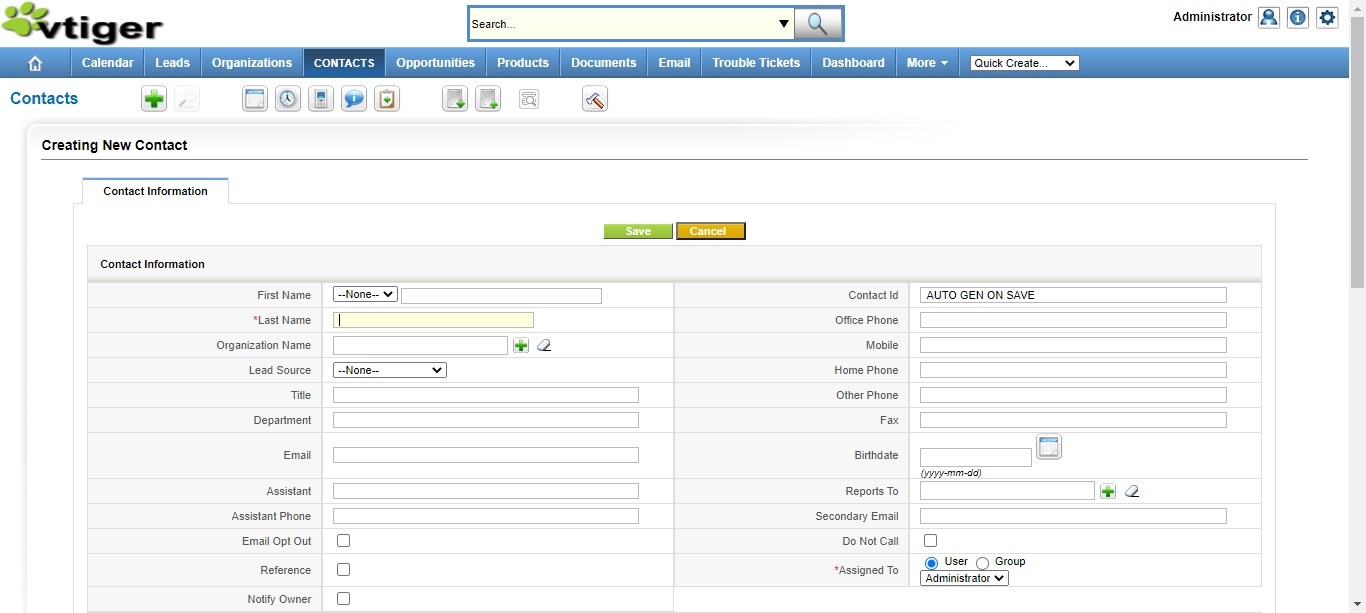 vtiger
Search...
Administrator
Calendar Leads Organizations CONTACTS Opportunities Products Documents Email Trouble Tickets Dashboard More Quick Create...
Contacts
Creating New Contact
Contact Information
Save Cancel
Contact Information
First Name --None-- Contact Id AUTO GEN ON SAVE
*Last Name Office Phone
Organization Name Mobile
Lead Source --None-- Home Phone
Title Other Phone
Department Fax
Email Birthdate
(yyyy-mm-dd)
Assistant Reports To
Assistant Phone Secondary Email
Email Opt Out Do Not Call
Reference *Assigned To User Group
Administrator
Notify Owner